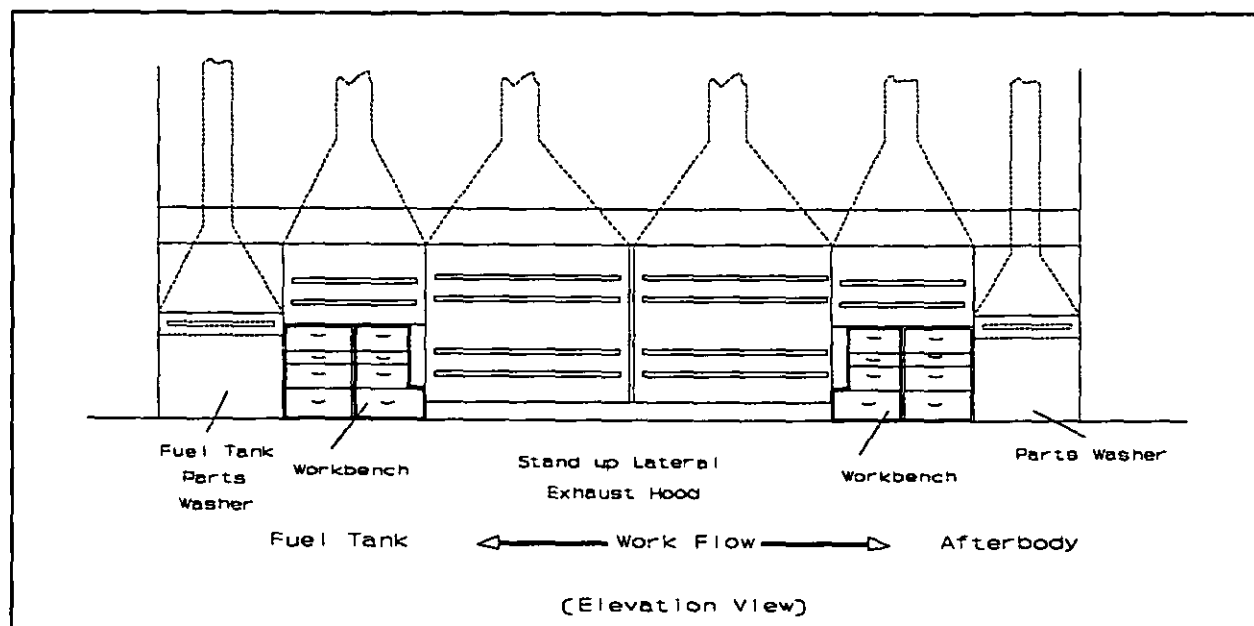 Fuel Tank
Parts
Washer
Workbench
Stand up Lateral
Exhaust Hood
Workbench
Parts Washer
Fuel Tank Work Flow Afterbody
(Elevation View)